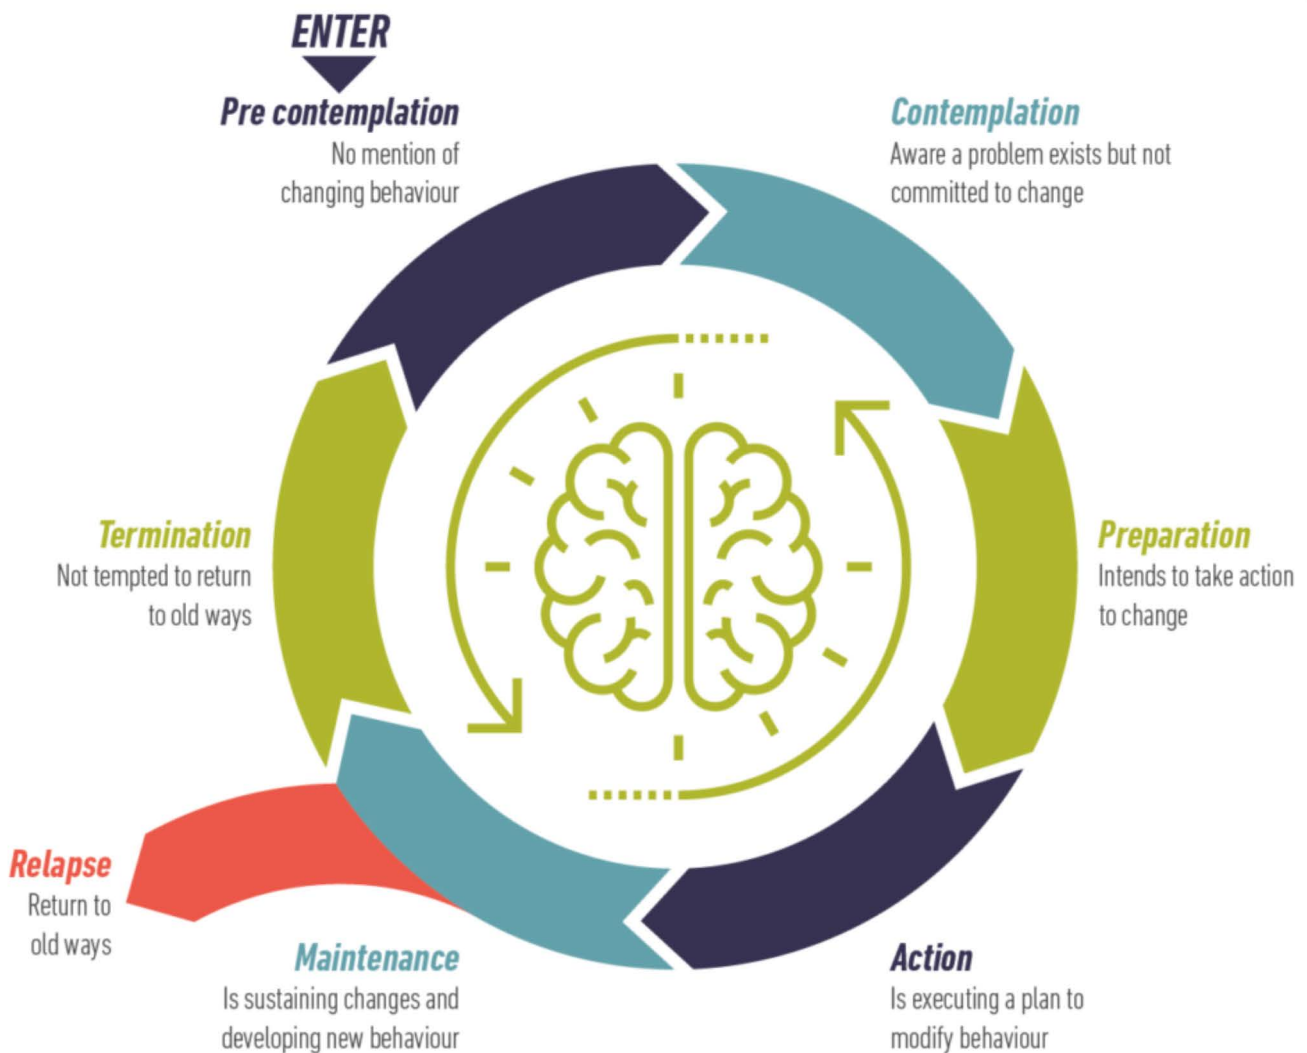 ENTER
Pre contemplation
No mention of
changing behaviour
Contemplation
Aware a problem exists but not
committed to change
Preparation
Intends to take action
to change
Action
Is executing a plan to
modify behaviour
Maintenance
Is sustaining changes and
developing new behaviour
Relapse
Return to
old ways
Termination
Not tempted to return
to old ways